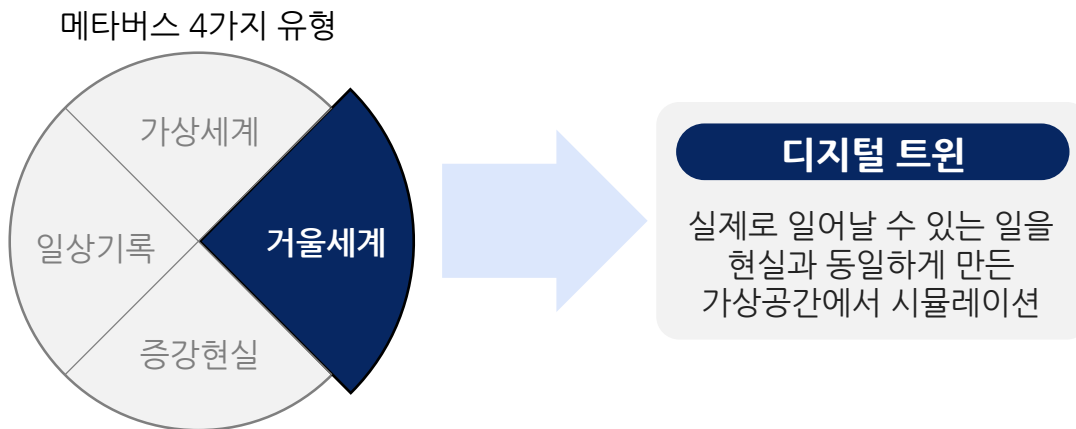 메타버스 4가지 유형
가상세계
일상기록
거울세계
증강현실
디지털 트윈
실제로 일어날 수 있는 일을
현실과 동일하게 만든
가상공간에서 시뮬레이션